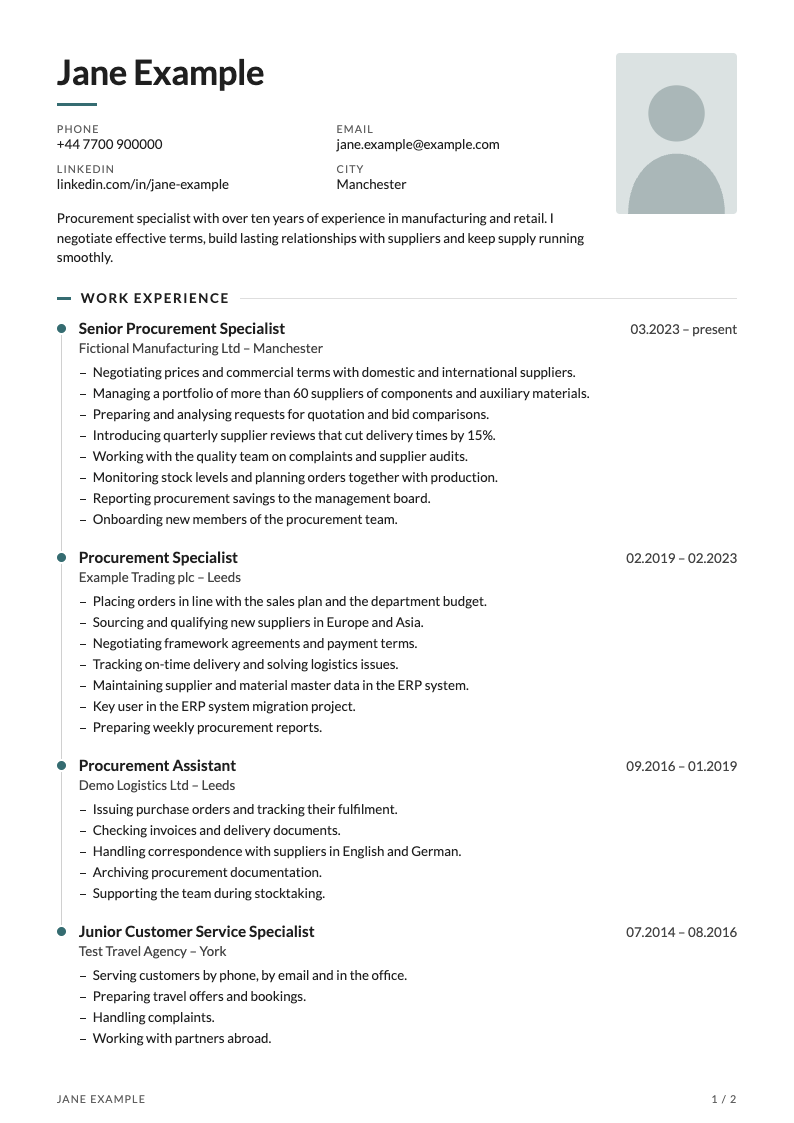 Jane Example
PHONE
+44 7700 900000
EMAIL
jane.example@example.com
LINKEDIN
linkedin.com/in/jane-example
CITY
Manchester
Procurement specialist with over ten years of experience in manufacturing and retail. I
negotiate effective terms, build lasting relationships with suppliers and keep supply running
smoothly.
WORK EXPERIENCE
Senior Procurement Specialist 03.2023 – present
Fictional Manufacturing Ltd – Manchester
– Negotiating prices and commercial terms with domestic and international suppliers.
– Managing a portfolio of more than 60 suppliers of components and auxiliary materials.
– Preparing and analysing requests for quotation and bid comparisons.
– Introducing quarterly supplier reviews that cut delivery times by 15%.
– Working with the quality team on complaints and supplier audits.
– Monitoring stock levels and planning orders together with production.
– Reporting procurement savings to the management board.
– Onboarding new members of the procurement team.
Procurement Specialist 02.2019 – 02.2023
Example Trading plc – Leeds
– Placing orders in line with the sales plan and the department budget.
– Sourcing and qualifying new suppliers in Europe and Asia.
– Negotiating framework agreements and payment terms.
– Tracking on-time delivery and solving logistics issues.
– Maintaining supplier and material master data in the ERP system.
– Key user in the ERP system migration project.
– Preparing weekly procurement reports.
Procurement Assistant 09.2016 – 01.2019
Demo Logistics Ltd – Leeds
– Issuing purchase orders and tracking their fulfilment.
– Checking invoices and delivery documents.
– Handling correspondence with suppliers in English and German.
– Archiving procurement documentation.
– Supporting the team during stocktaking.
Junior Customer Service Specialist 07.2014 – 08.2016
Test Travel Agency – York
– Serving customers by phone, by email and in the office.
– Preparing travel offers and bookings.
– Handling complaints.
– Working with partners abroad.
JANE EXAMPLE 1 / 2